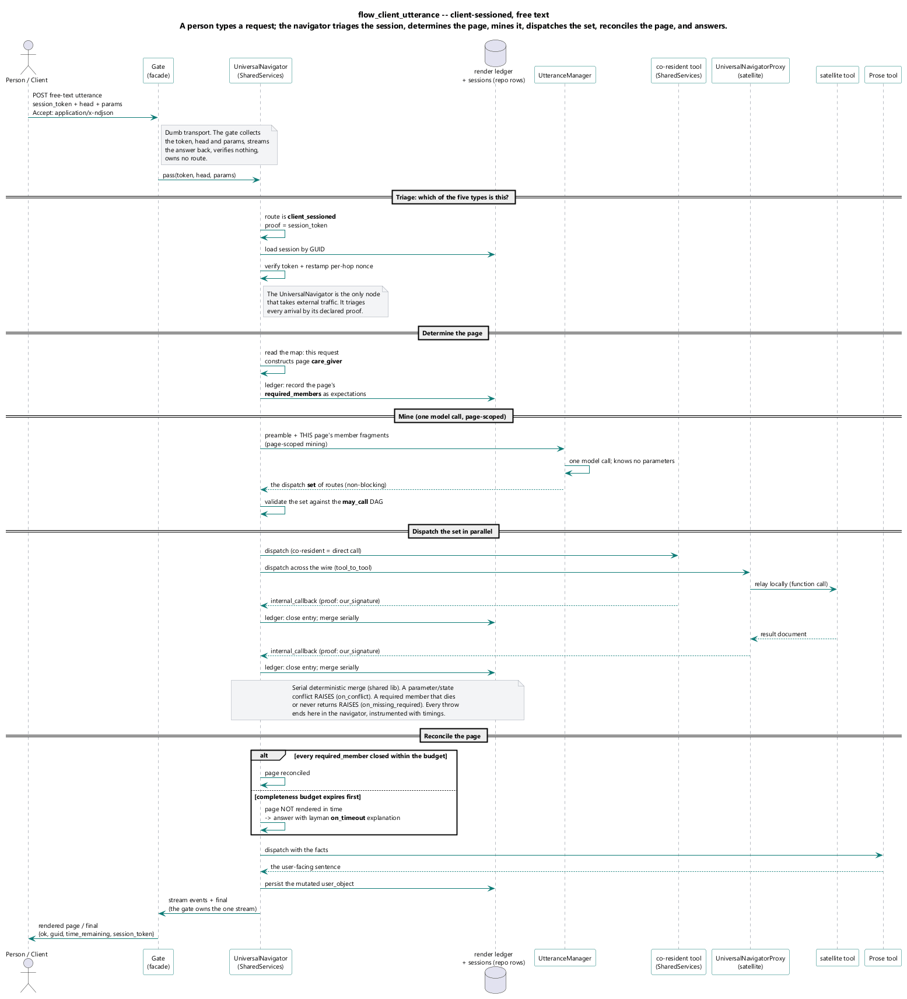 flow_client_utterance -- client-sessioned, free text
A person types a request; the navigator triages the session, determines the page, mines it, dispatches the set, reconciles the page, and answers.
Person / Client
Gate
(facade)
UniversalNavigator
(SharedServices)
render ledger
+ sessions (repo rows)
UtteranceManager
co-resident tool
(SharedServices)
UniversalNavigatorProxy
(satellite)
satellite tool
Prose tool
POST free-text utterance
session_token + head + params
Accept: application/x-ndjson
Dumb transport. The gate collects
the token, head and params, streams
the answer back, verifies nothing,
owns no route.
pass(token, head, params)
Triage: which of the five types is this?
route is client_sessioned
proof = session_token
load session by GUID
verify token + restamp per-hop nonce
The UniversalNavigator is the only node
that takes external traffic. It triages
every arrival by its declared proof.
Determine the page
read the map: this request
constructs page care_giver
ledger: record the page's
required_members as expectations
Mine (one model call, page-scoped)
preamble + THIS page's member fragments
(page-scoped mining)
one model call; knows no parameters
the dispatch set of routes (non-blocking)
validate the set against the may_call DAG
Dispatch the set in parallel
dispatch (co-resident = direct call)
dispatch across the wire (tool_to_tool)
relay locally (function call)
internal_callback (proof: our_signature)
ledger: close entry; merge serially
result document
internal_callback (proof: our_signature)
ledger: close entry; merge serially
Serial deterministic merge (shared lib). A parameter/state
conflict RAISES (on_conflict). A required member that dies
or never returns RAISES (on_missing_required). Every throw
ends here in the navigator, instrumented with timings.
Reconcile the page
alt [every required_member closed within the budget]
page reconciled
[completeness budget expires first]
page NOT rendered in time
-> answer with layman on_timeout explanation
dispatch with the facts
the user-facing sentence
persist the mutated user_object
stream events + final
(the gate owns the one stream)
rendered page / final
{ok, guid, time_remaining, session_token}
Person / Client
Gate
(facade)
UniversalNavigator
(SharedServices)
render ledger
+ sessions (repo rows)
UtteranceManager
co-resident tool
(SharedServices)
UniversalNavigatorProxy
(satellite)
satellite tool
Prose tool